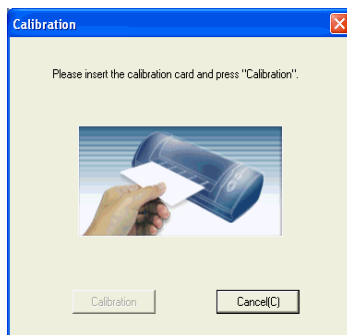 Calibration
Please insert the calibration card and press "Calibration".
Calibration
Cancel(C)